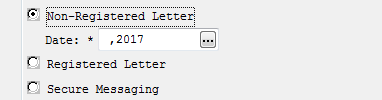 Non-Registered Letter
Date: * ,2017 ...
Registered Letter
Secure Messaging